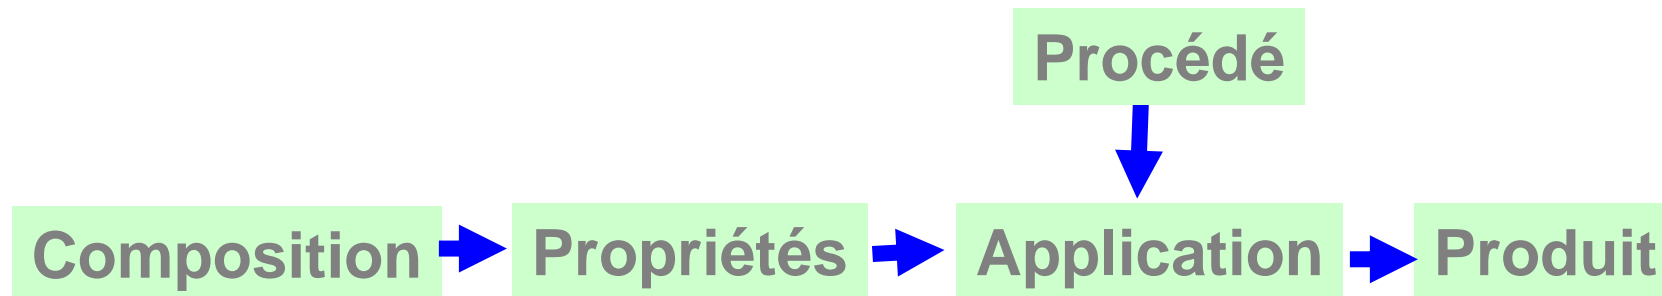 Procédé
Composition
Propriétés
Application
Produit